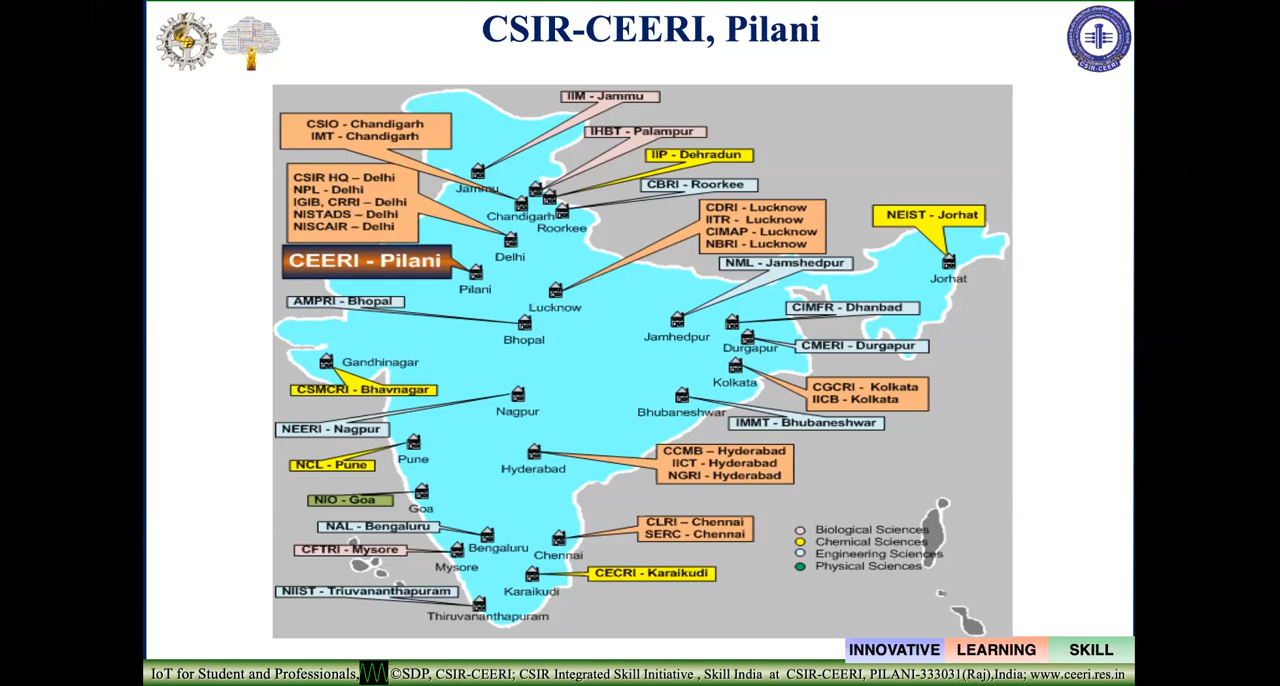 CSIR-CEERI, Pilani
CSIR-CEERI
IIM - Jammu
CSIO - Chandigarh
IMT - Chandigarh
IHBT - Palampur
IIP - Dehradun
CBRI - Roorkee
CSIR HQ – Delhi
NPL - Delhi
IGIB, CRRI – Delhi
NISTADS – Delhi
NISCAIR – Delhi
Jammu
Chandigarh
Roorkee
CDRI - Lucknow
IITR - Lucknow
CIMAP - Lucknow
NBRI - Lucknow
NEIST - Jorhat
Delhi
CEERI - Pilani
NML - Jamshedpur
Jorhat
Pilani
AMPRI - Bhopal
Lucknow
CIMFR - Dhanbad
Bhopal
Jamhedpur
Durgapur
CMERI - Durgapur
Gandhinagar
CSMCRI - Bhavnagar
Kolkata
CGCRI - Kolkata
IICB - Kolkata
Nagpur
Bhubaneshwar
IMMT - Bhubaneshwar
NEERI - Nagpur
Pune
NCL - Pune
Hyderabad
CCMB – Hyderabad
IICT - Hyderabad
NGRI - Hyderabad
NIO - Goa
Goa
NAL - Bengaluru
Bengaluru
CLRI – Chennai
SERC - Chennai
Chennai
CFTRI - Mysore
Mysore
Biological Sciences
Chemical Sciences
Engineering Sciences
Physical Sciences
CECRI - Karaikudi
Karaikudi
NIIST - Triuvananthapuram
Thiruvananthapuram
INNOVATIVE LEARNING SKILL
IoT for Student and Professionals, ©SDP, CSIR-CEERI; CSIR Integrated Skill Initiative , Skill India at CSIR-CEERI, PILANI-333031(Raj),India; www.ceeri.res.in